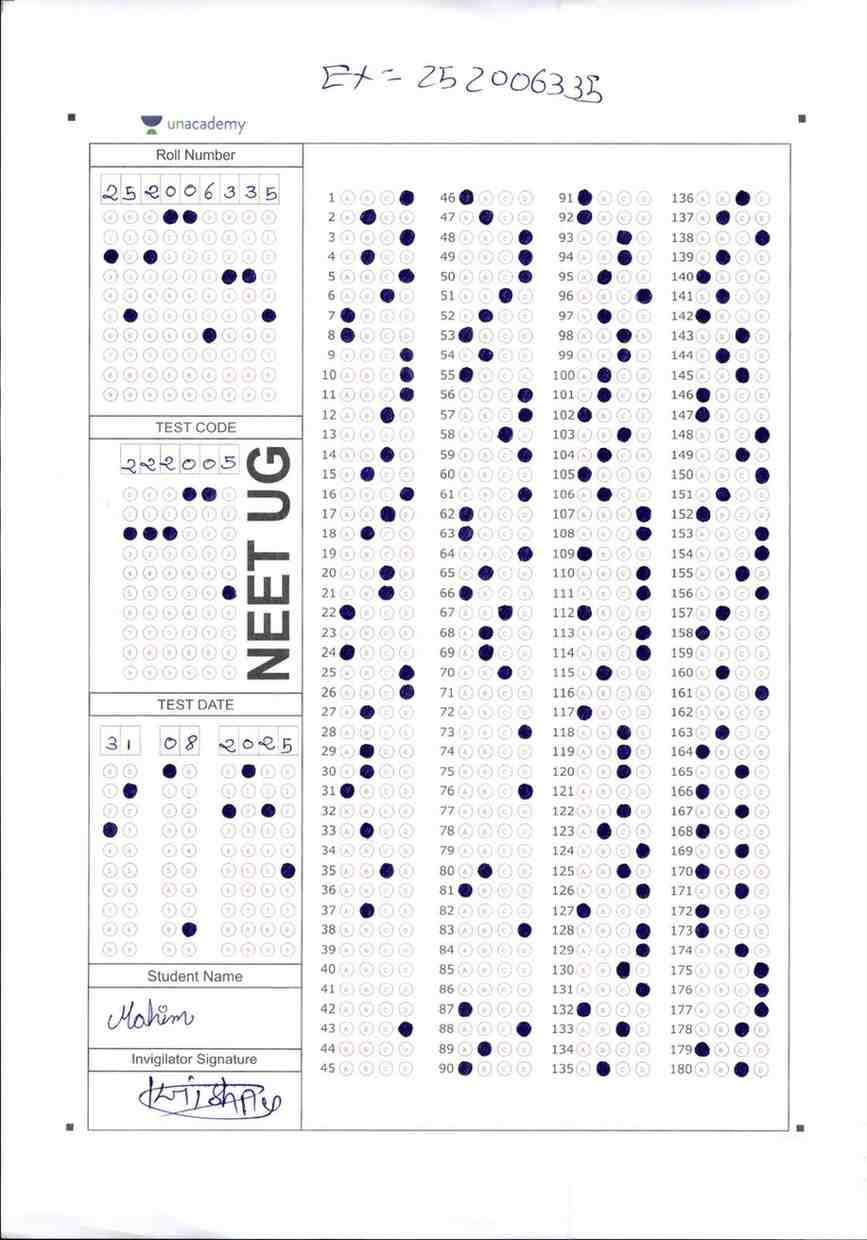 Ex = 252006335
unacademy
Roll Number
2 5 2 0 0 6 3 3 5
TEST CODE
2 2 2 0 0 5
NEET UG
TEST DATE
3 1 0 8 2 0 2 5
Student Name
Mahim
Invigilator Signature
1 46 91 136
2 47 92 137
3 48 93 138
4 49 94 139
5 50 95 140
6 51 96 141
7 52 97 142
8 53 98 143
9 54 99 144
10 55 100 145
11 56 101 146
12 57 102 147
13 58 103 148
14 59 104 149
15 60 105 150
16 61 106 151
17 62 107 152
18 63 108 153
19 64 109 154
20 65 110 155
21 66 111 156
22 67 112 157
23 68 113 158
24 69 114 159
25 70 115 160
26 71 116 161
27 72 117 162
28 73 118 163
29 74 119 164
30 75 120 165
31 76 121 166
32 77 122 167
33 78 123 168
34 79 124 169
35 80 125 170
36 81 126 171
37 82 127 172
38 83 128 173
39 84 129 174
40 85 130 175
41 86 131 176
42 87 132 177
43 88 133 178
44 89 134 179
45 90 135 180